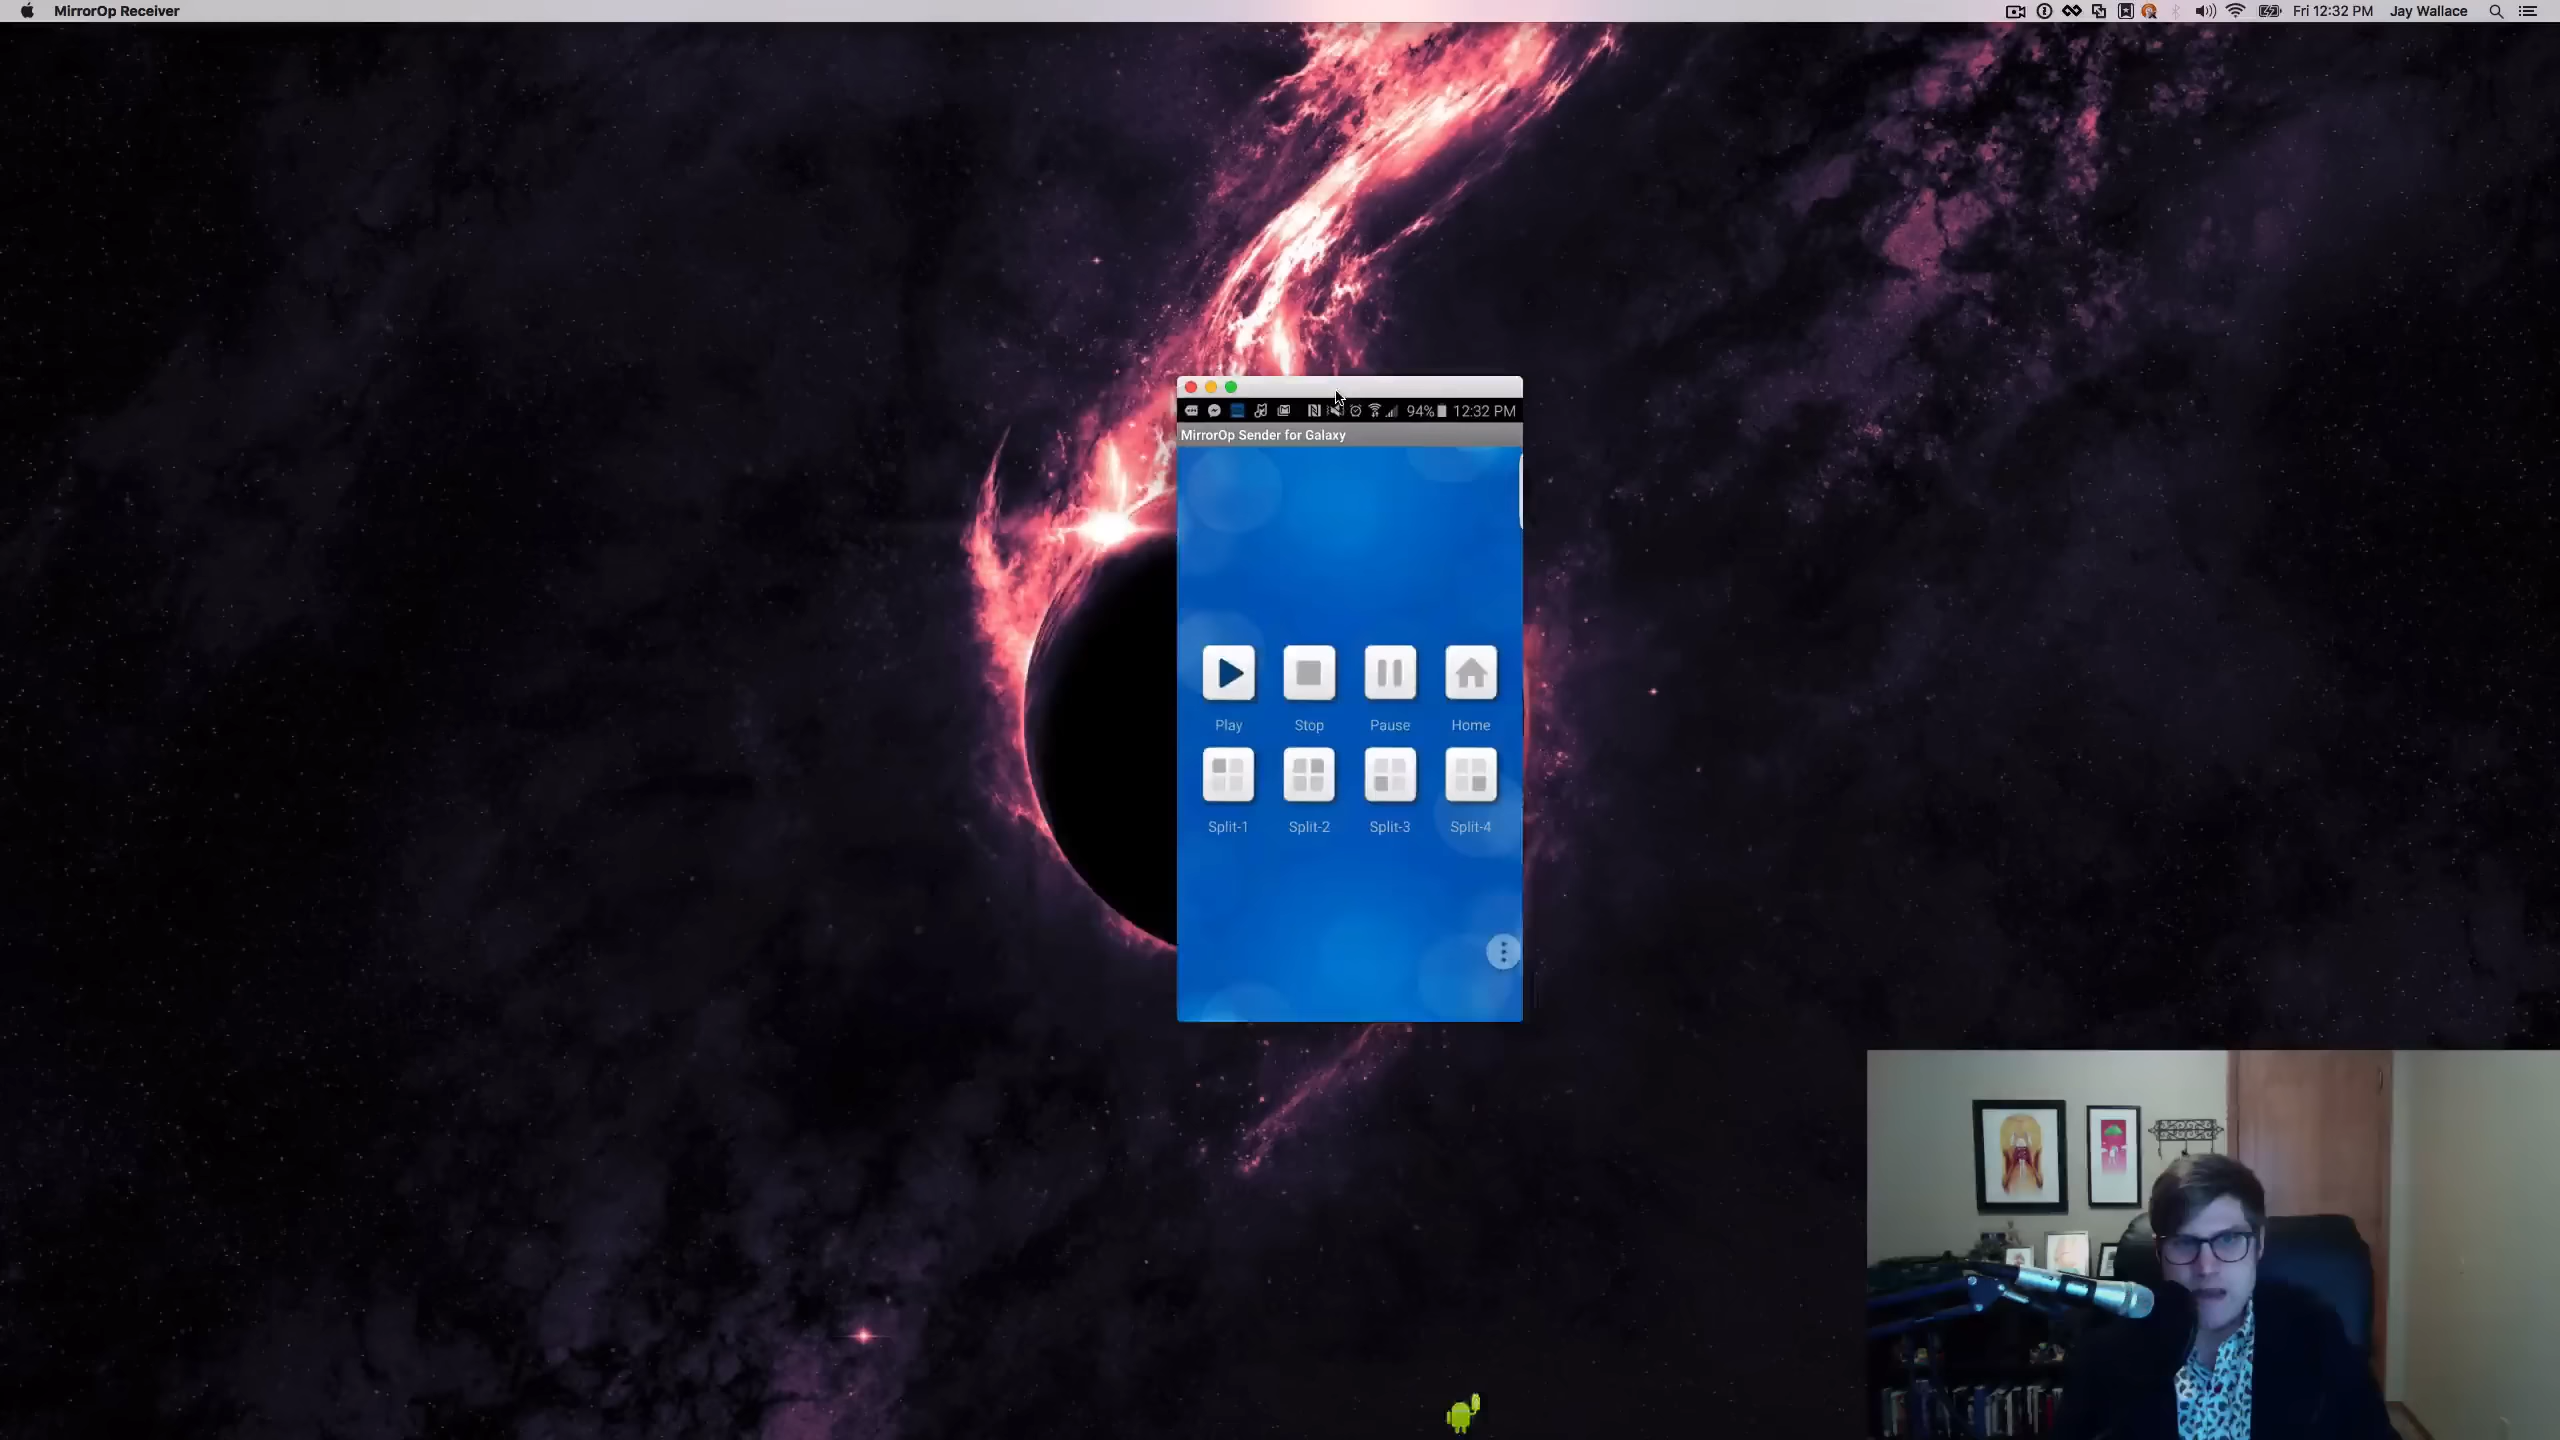 MirrorOp Receiver
Fri 12:32 PM Jay Wallace
94% 12:32 PM
MirrorOp Sender for Galaxy
Play Stop Pause Home
Split-1 Split-2 Split-3 Split-4